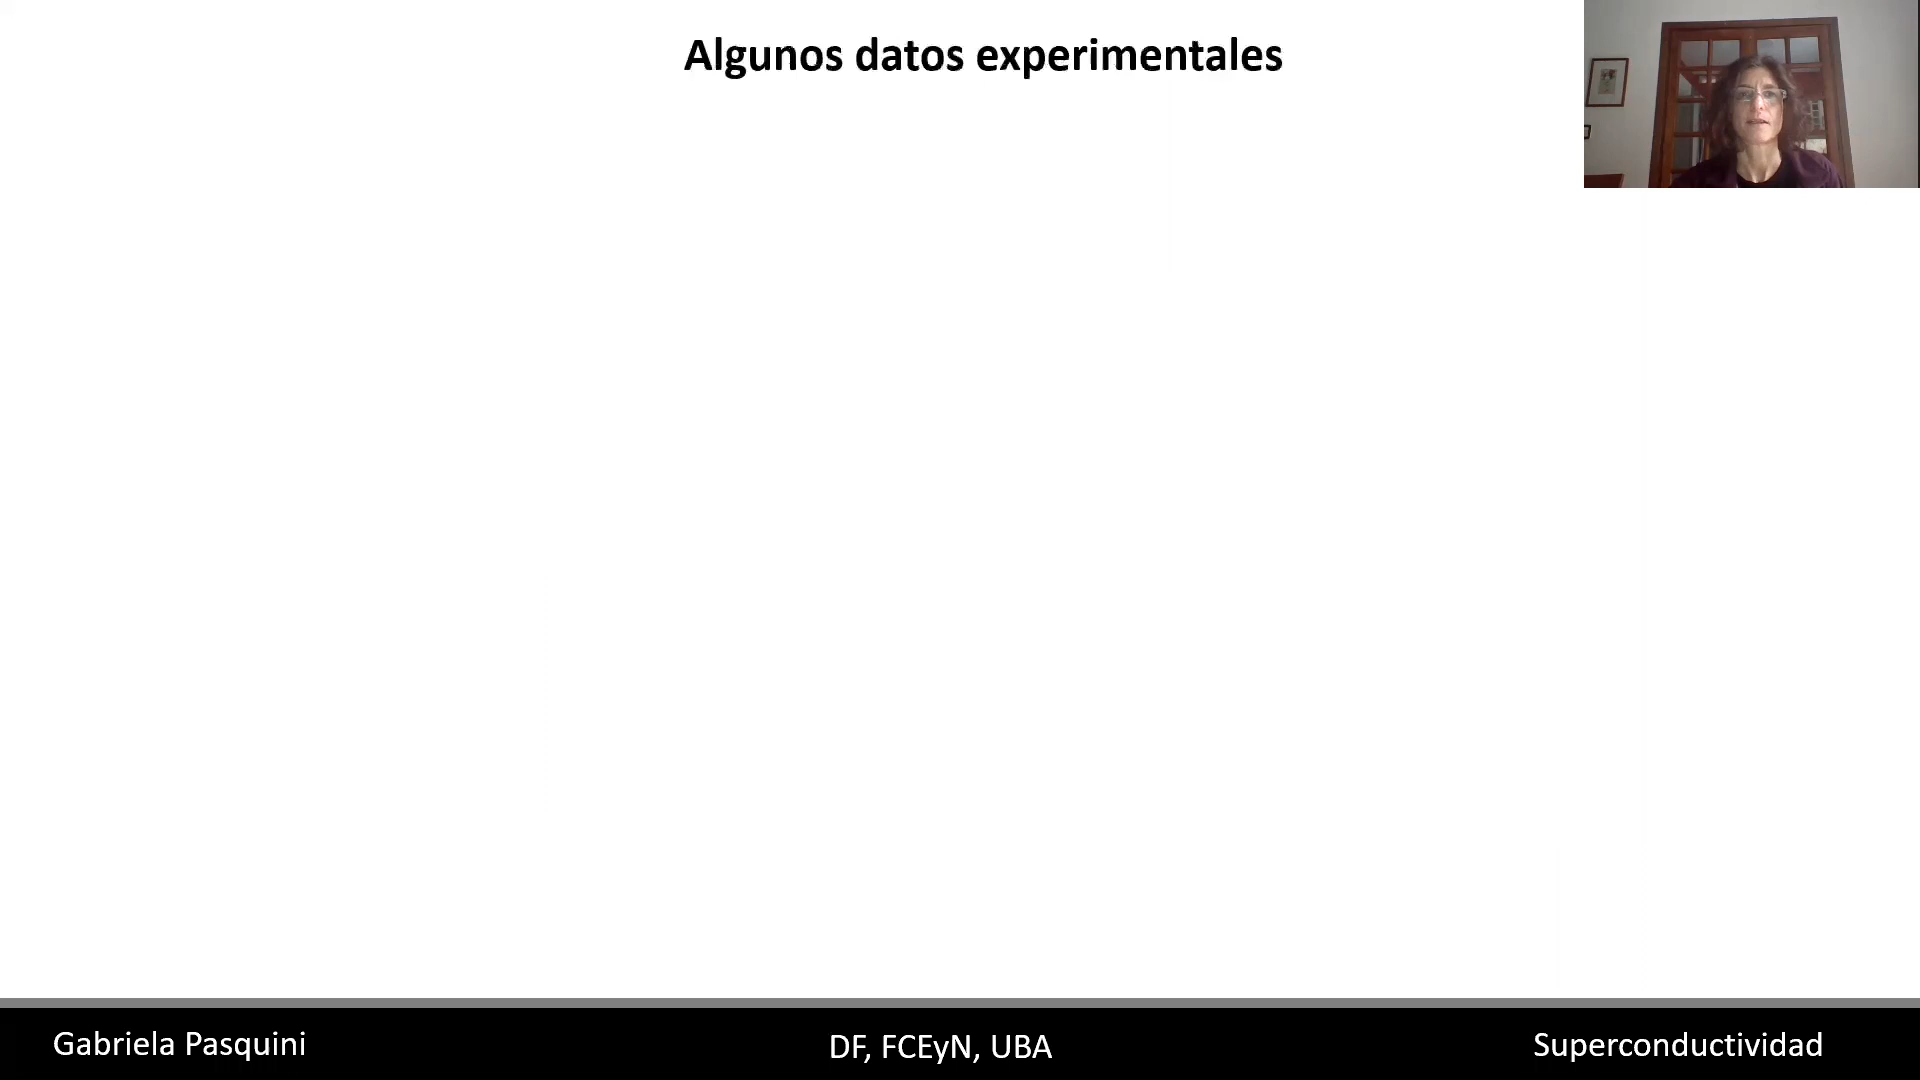 Algunos datos experimentales
Gabriela Pasquini
DF, FCEyN, UBA
Superconductividad